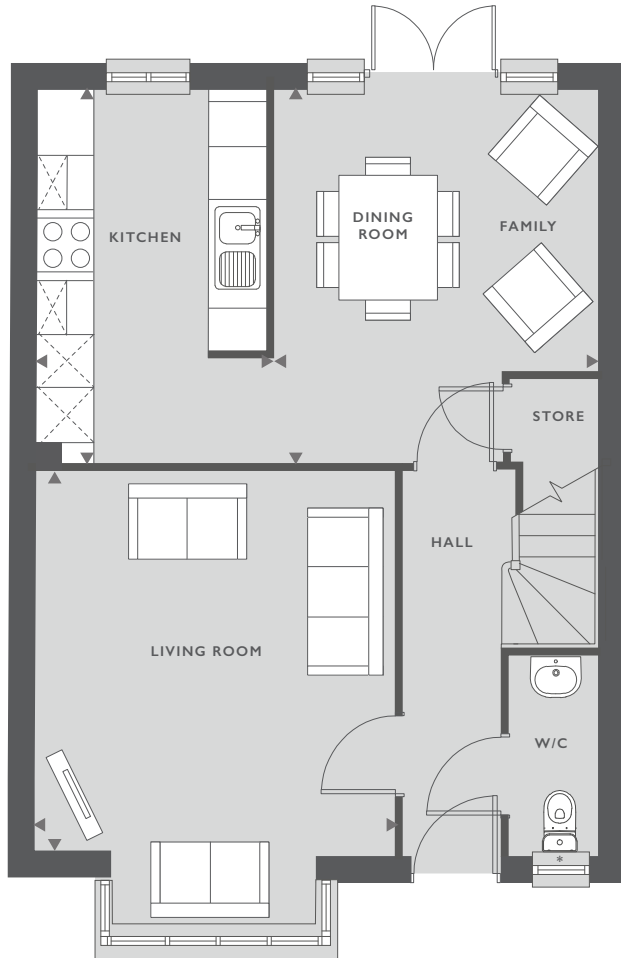 KITCHEN
DINING
ROOM
FAMILY
STORE
HALL
LIVING ROOM
W/C
*